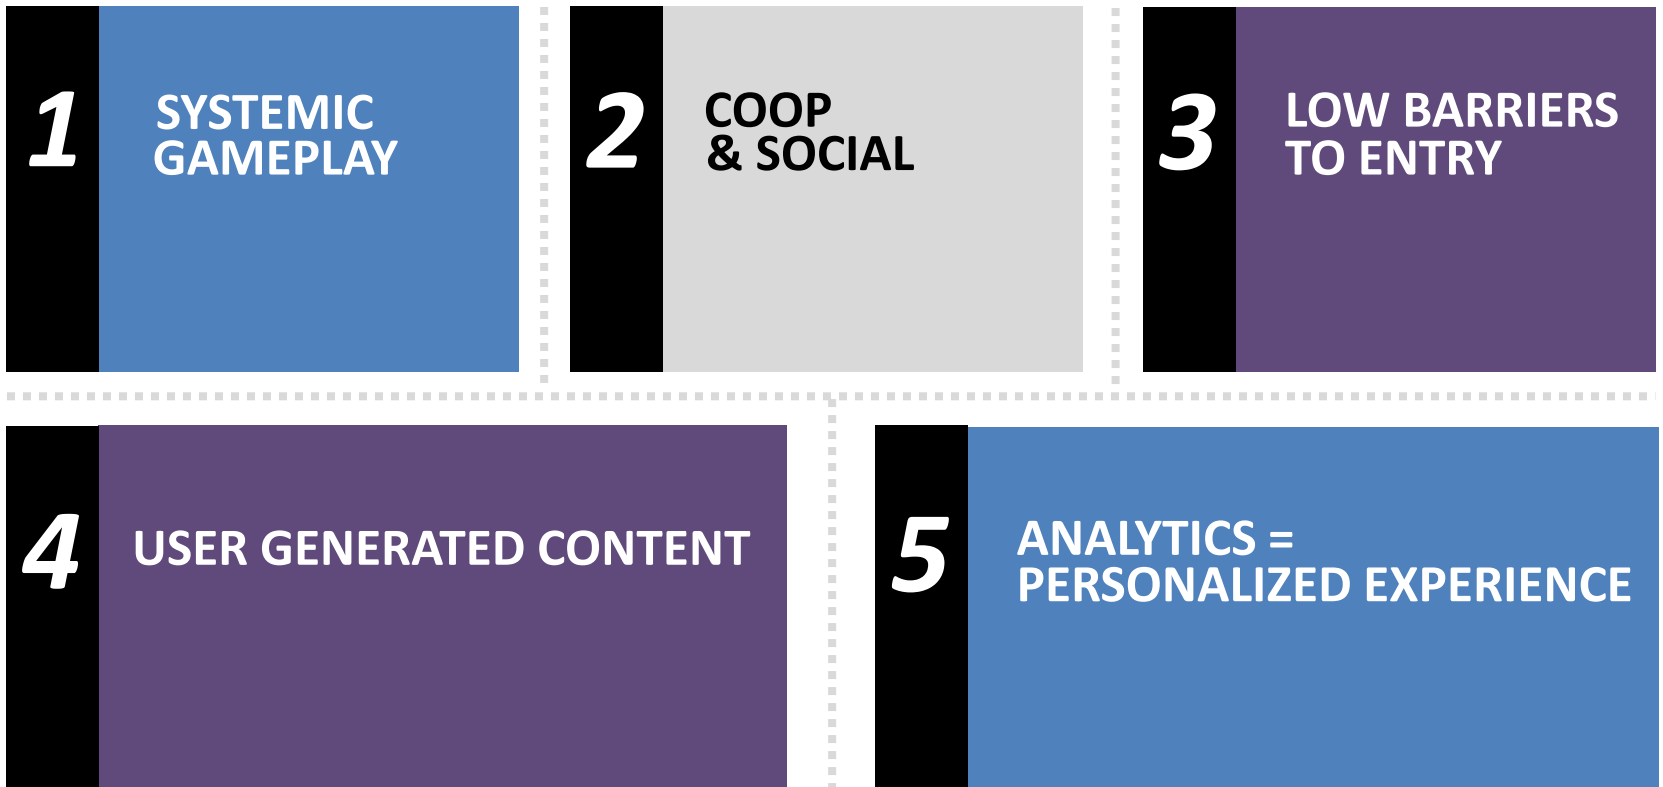 1
SYSTEMIC
GAMEPLAY
2
COOP
& SOCIAL
3
LOW BARRIERS
TO ENTRY
4
USER GENERATED CONTENT
5
ANALYTICS =
PERSONALIZED EXPERIENCE